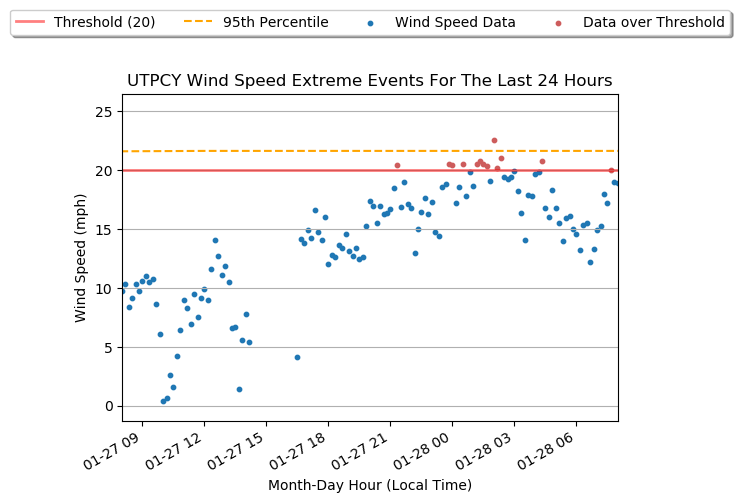 Threshold (20) 95th Percentile Wind Speed Data Data over Threshold
UTPCY Wind Speed Extreme Events For The Last 24 Hours
25
20
15
10
5
0
Wind Speed (mph)
01-27 09 01-27 12 01-27 15 01-27 18 01-27 21 01-28 00 01-28 03 01-28 06
Month-Day Hour (Local Time)